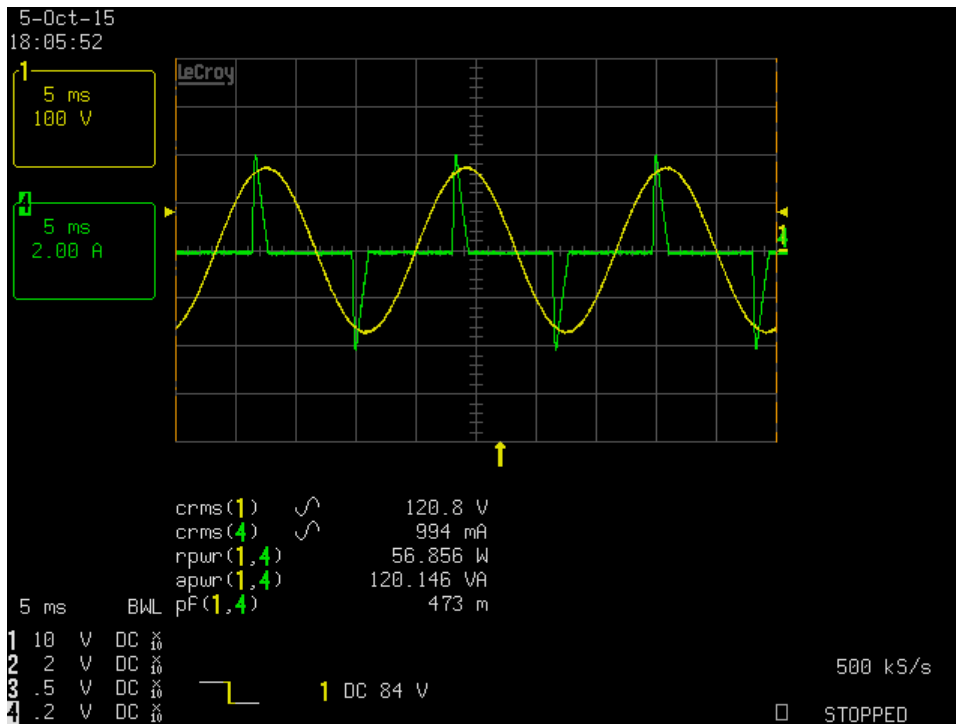 5-Oct-15
18:05:52
LeCroy
1
5 ms
100 V
4
5 ms
2.00 A
1
4
crms(1) 120.8 V
crms(4) 994 mA
rpwr(1,4) 56.856 W
apwr(1,4) 120.146 VA
pf(1,4) 473 m
5 ms BWL
1 10 V DC X10
2 2 V DC X10
3 .5 V DC X10
4 .2 V DC X10
1 DC 84 V
500 kS/s
STOPPED